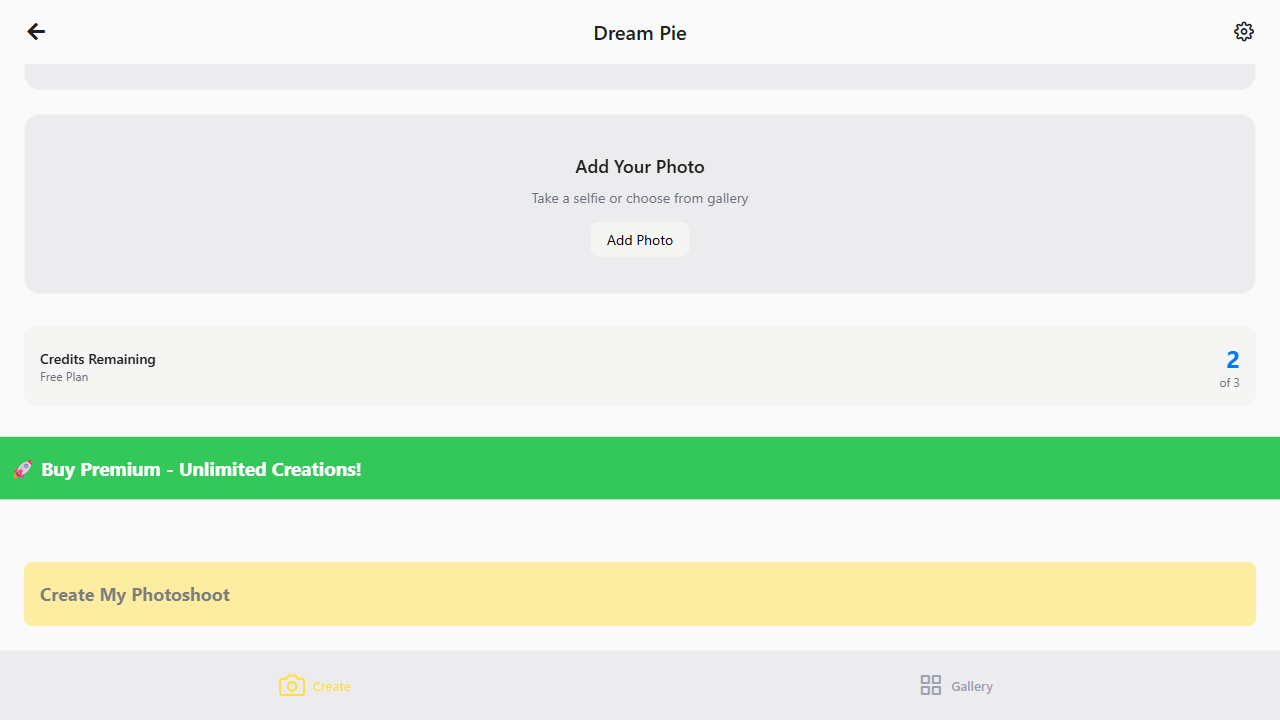 Dream Pie
Add Your Photo
Take a selfie or choose from gallery
Add Photo
Credits Remaining
Free Plan
2
of 3
🚀 Buy Premium - Unlimited Creations!
Create My Photoshoot
Create
Gallery